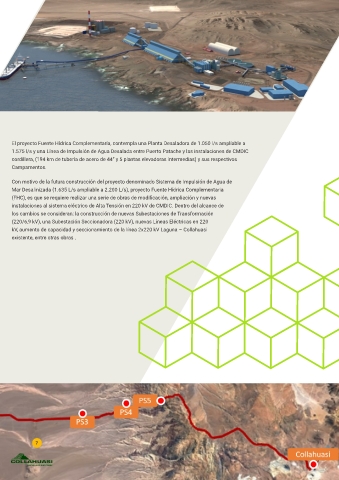 El proyecto Fuente Hídrica Complementaria, contempla una Planta Desaladora de 1.050 l/s ampliable a
1.575 l/s y una Línea de Impulsión de Agua Desalada entre Puerto Patache y las instalaciones de CMDIC
cordillera, (194 km de tubería de acero de 44" y 5 plantas elevadoras intermedias) y sus respectivos
Campamentos.
Con motivo de la futura construcción del proyecto denominado Sistema de Impulsión de Agua de
Mar Desalinizada (1.635 L/s ampliable a 2.200 L/s), proyecto Fuente Hídrica Complementaria
(FHC), es que se requiere realizar una serie de obras de modificación, ampliación y nuevas
instalaciones al sistema eléctrico de Alta Tensión en 220 kV de CMDIC. Dentro del alcance de
los cambios se consideran: la construcción de nuevas Subestaciones de Transformación
(220/6,9 kV), una Subestación Seccionadora (220 kV), nuevas Líneas Eléctricas en 220
kV, aumento de capacidad y seccionamiento de la línea 2x220 kV Lagunas – Collahuasi
existente, entre otras obras .
PS5
PS4
PS3
7
Collahuasi
COLLAHUASI